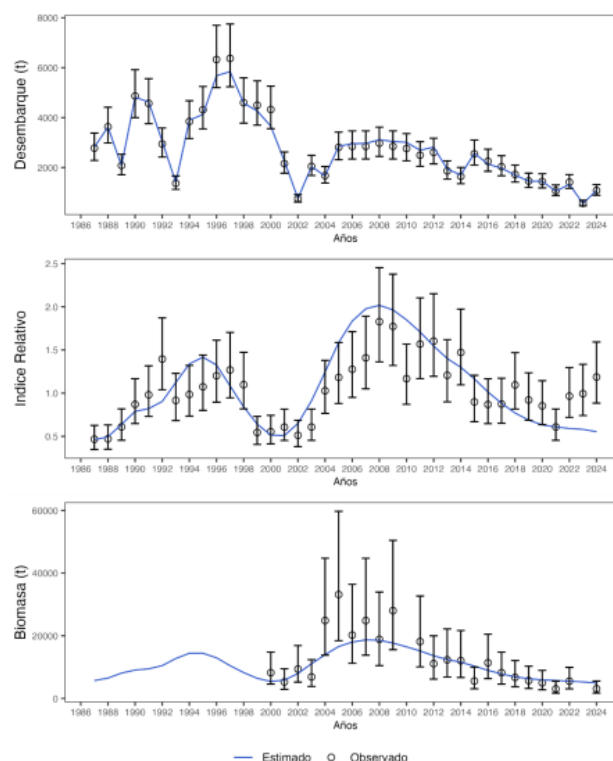 8000
6000
4000
2000
Desembarque (t)
1986 1988 1990 1992 1994 1996 1998 2000 2002 2004 2006 2008 2010 2012 2014 2016 2018 2020 2022 2024
Años
2.5
2.0
1.5
1.0
0.5
Indice Relativo
1986 1988 1990 1992 1994 1996 1998 2000 2002 2004 2006 2008 2010 2012 2014 2016 2018 2020 2022 2024
Años
60000
40000
20000
0
Biomasa (t)
1986 1988 1990 1992 1994 1996 1998 2000 2002 2004 2006 2008 2010 2012 2014 2016 2018 2020 2022 2024
Años
Estimado Observado